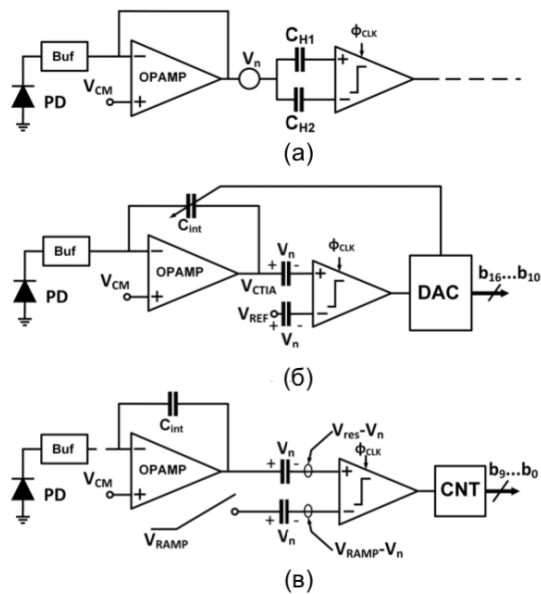 Buf
PD
V_CM
OPAMP
V_n
C_H1
C_H2
ϕ_CLK
+
−
(а)
Buf
PD
V_CM
OPAMP
C_int
V_CTIA
V_n
V_REF
V_n
ϕ_CLK
DAC
b_16...b_10
(б)
Buf
PD
V_CM
OPAMP
C_int
V_n
V_res-V_n
ϕ_CLK
V_RAMP
V_n
V_RAMP-V_n
CNT
b_9...b_0
(в)